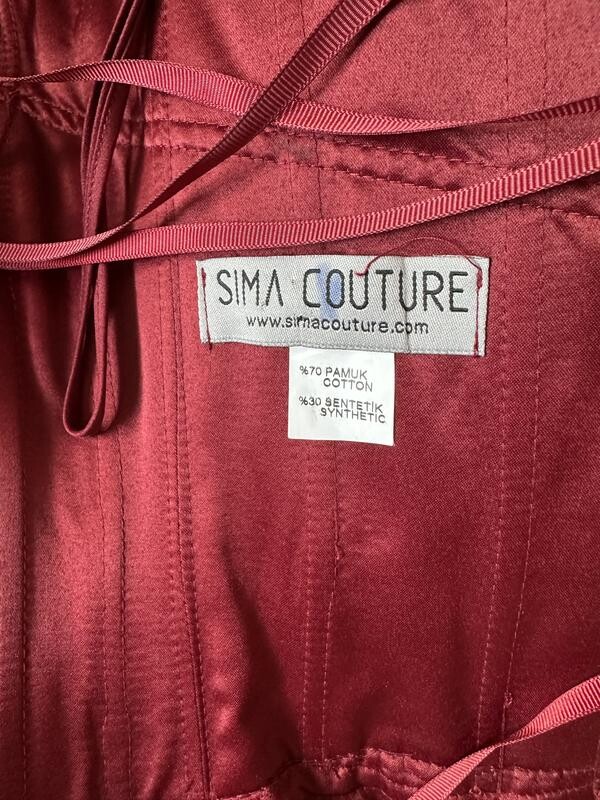 SIMA COUTURE
www.simacouture.com
%70 PAMUK
COTTON
%30 SENTETİK
SYNTHETIC